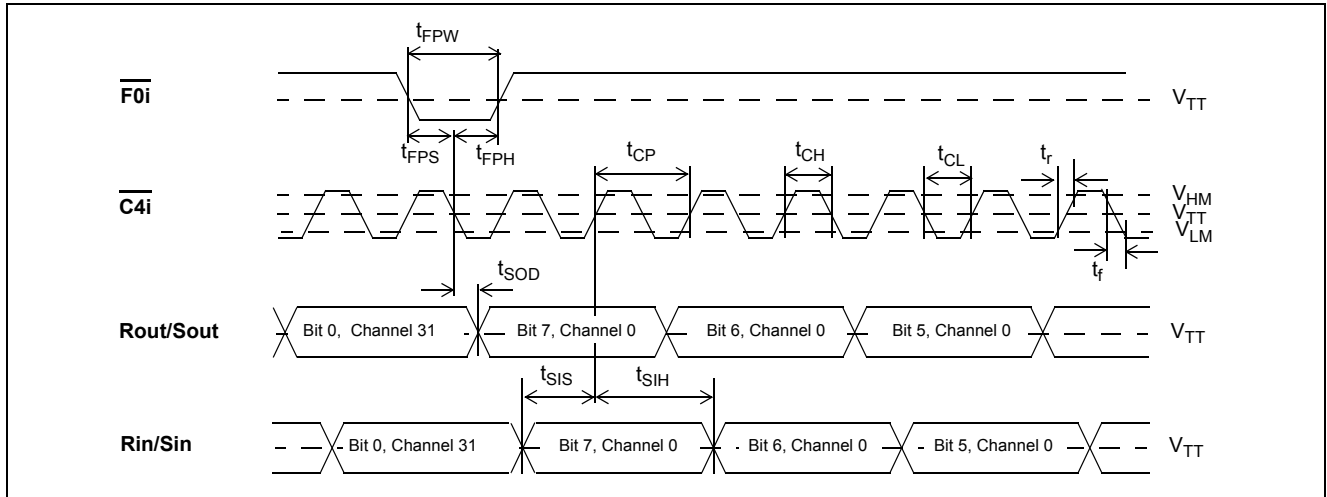 tFPW
F0i
VTT
tFPS
tFPH
tCP
tCH
tCL
tr
C4i
VHM
VTT
VLM
tf
tSOD
Rout/Sout
Bit 0, Channel 31
Bit 7, Channel 0
Bit 6, Channel 0
Bit 5, Channel 0
VTT
tSIS
tSIH
Rin/Sin
Bit 0, Channel 31
Bit 7, Channel 0
Bit 6, Channel 0
Bit 5, Channel 0
VTT